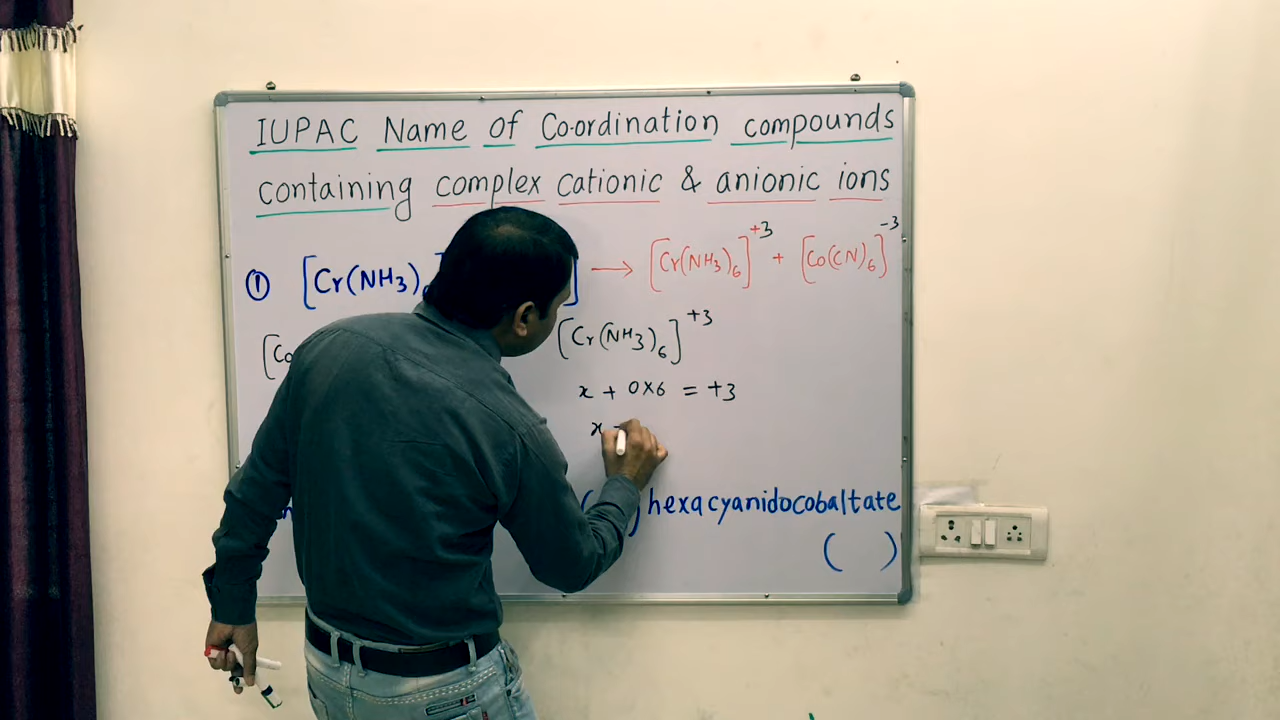 IUPAC Name of Co-ordination compounds
containing complex cationic & anionic ions
① [Cr(NH3) ] → [Cr(NH3)6]+3 + [Co(CN)6]-3
[Co [Cr(NH3)6]+3
x + 0×6 = +3
x =
hexacyanidocobaltate
( )